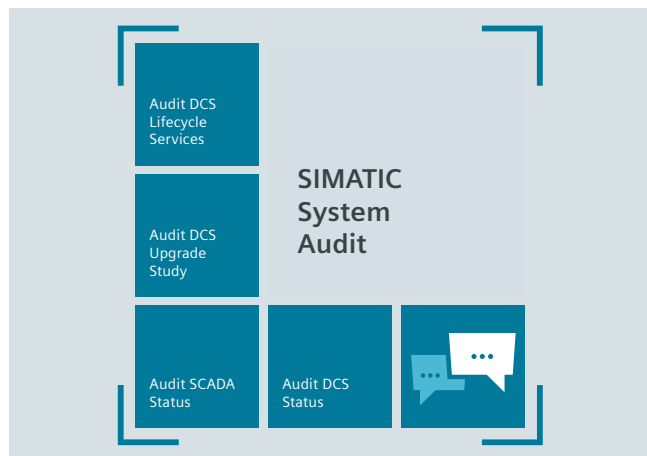 Audit DCS
Lifecycle
Services
SIMATIC
System
Audit
Audit DCS
Upgrade
Study
Audit SCADA
Status
Audit DCS
Status